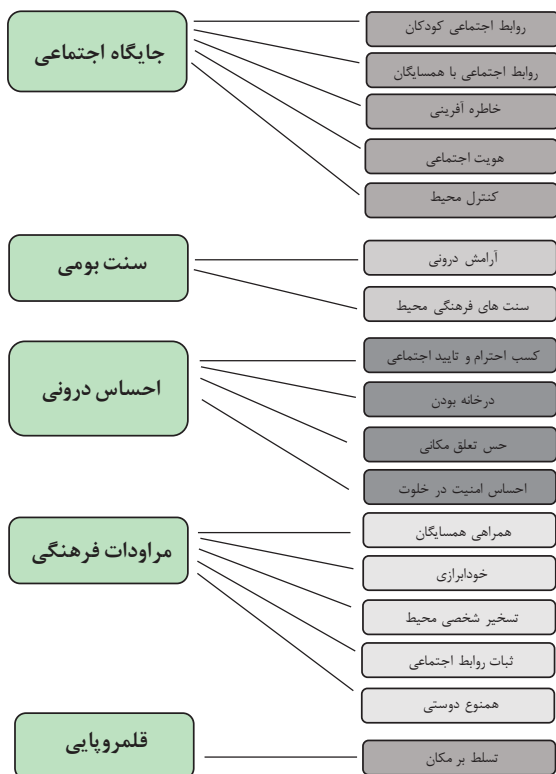 جایگاه اجتماعی
روابط اجتماعی کودکان
روابط اجتماعی با همسایگان
خاطره آفرینی
هویت اجتماعی
کنترل محیط
سنت بومی
آرامش درونی
سنت های فرهنگی محیط
احساس درونی
کسب احترام و تایید اجتماعی
درخانه بودن
حس تعلق مکانی
احساس امنیت در خلوت
مراودات فرهنگی
همراهی همسایگان
خودابرازی
تسخیر شخصی محیط
ثبات روابط اجتماعی
همنوع دوستی
قلمروپایی
تسلط بر مکان